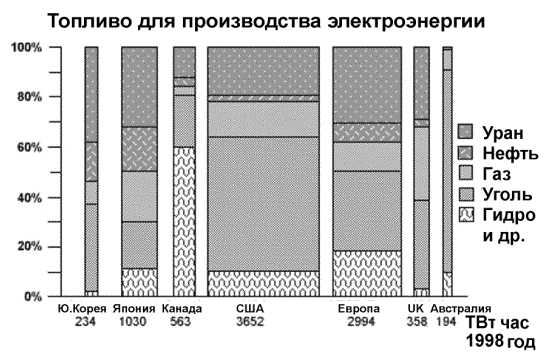 Топливо для производства электроэнергии
100%
80%
60%
40%
20%
0%
Уран
Нефть
Газ
Уголь
Гидро
и др.
Ю.Корея Япония Канада США Европа UK Австралия
234 1030 563 3652 2994 358 194 ТВт час
1998 год